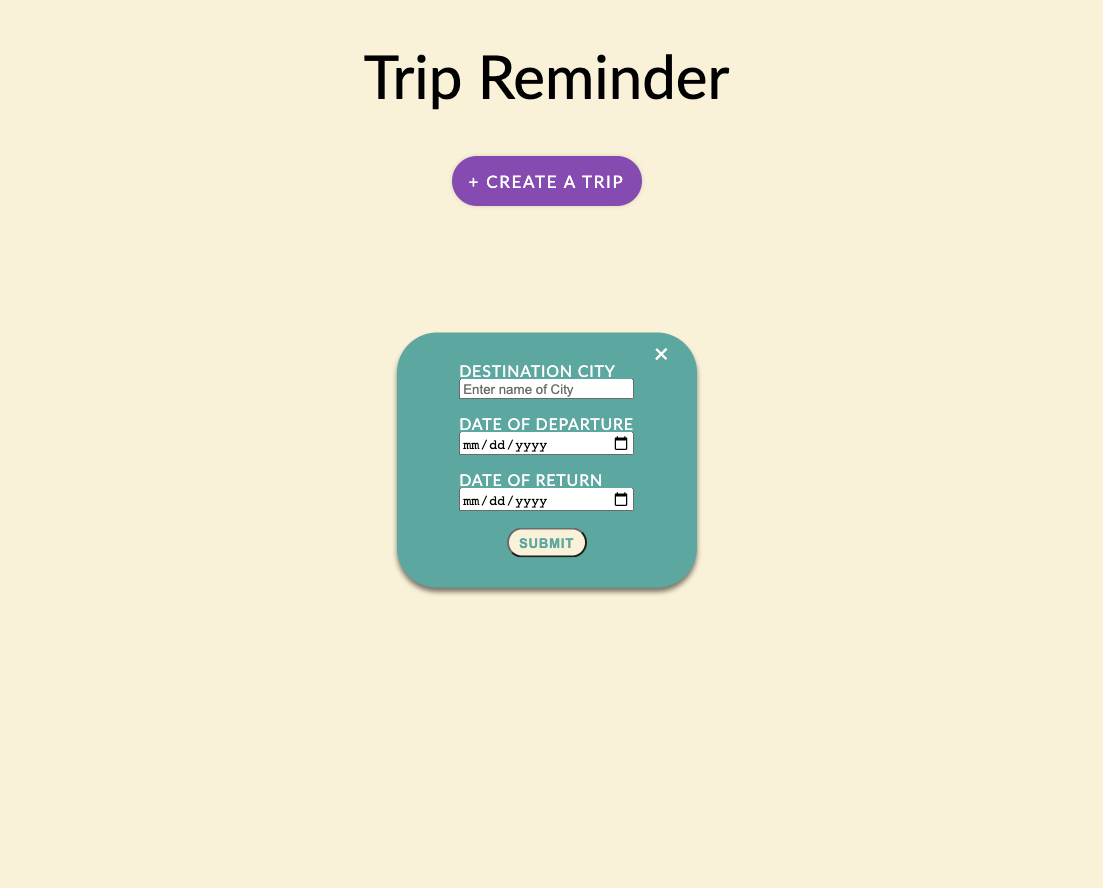 Trip Reminder
+ CREATE A TRIP
×
DESTINATION CITY
Enter name of City
DATE OF DEPARTURE
mm/dd/yyyy
DATE OF RETURN
mm/dd/yyyy
SUBMIT